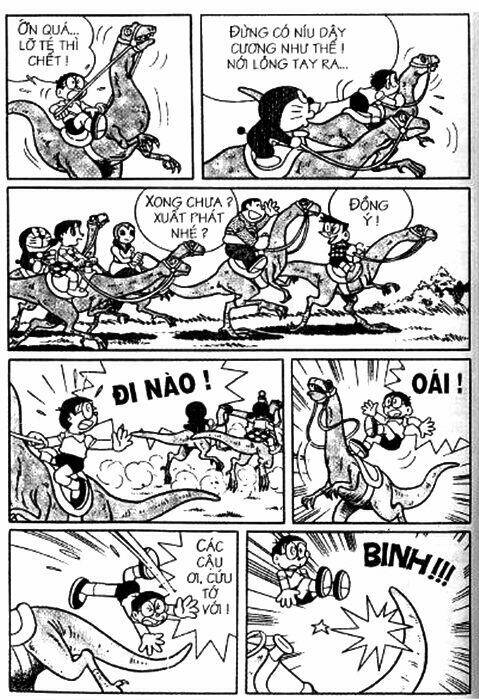 ỚN QUÁ...
LỠ TÉ THÌ
CHẾT !
ĐỪNG CÓ NÍU DÂY
CƯƠNG NHƯ THẾ !
NỚI LỎNG TAY RA...
XONG CHƯA ?
XUẤT PHÁT
NHÉ ?
ĐỒNG
Ý !
ĐI NÀO !
OÁI !
CÁC
CẬU
ƠI, CỨU
TỚ
VỚI !
BINH!!!